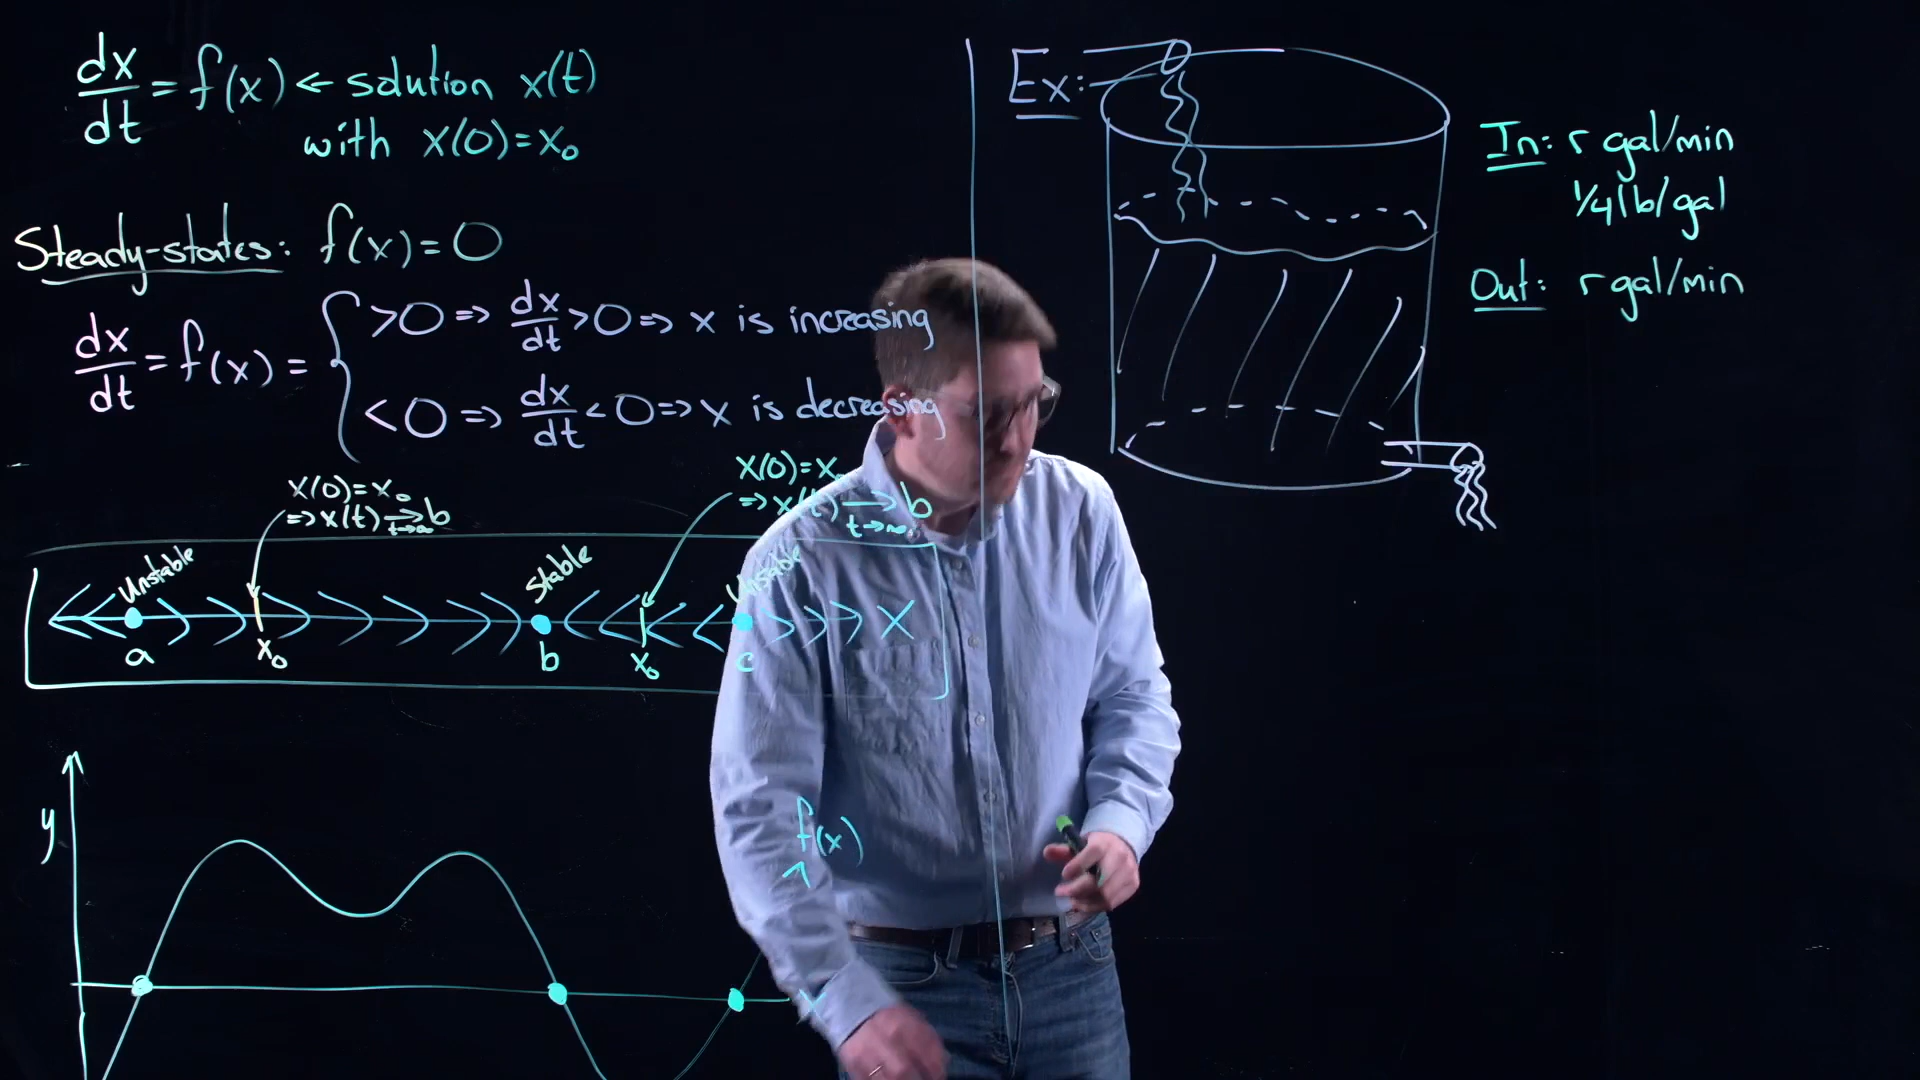 dx/dt = f(x) ← solution x(t)
with x(0)=x₀
Steady-states: f(x)=0
dx/dt = f(x) = { >0 ⇒ dx/dt >0 ⇒ x is increasing
<0 ⇒ dx/dt <0 ⇒ x is decreasing
x(0)=x₀
⇒ x(t) → b
t→∞
x(0)=x₀
⇒ x(t) → b
t→∞
Unstable
Stable
Unstable
X
a
x₀
b
x₀
c
y
f(x)
x
Ex:
In: r gal/min
1/4 lb/gal
Out: r gal/min